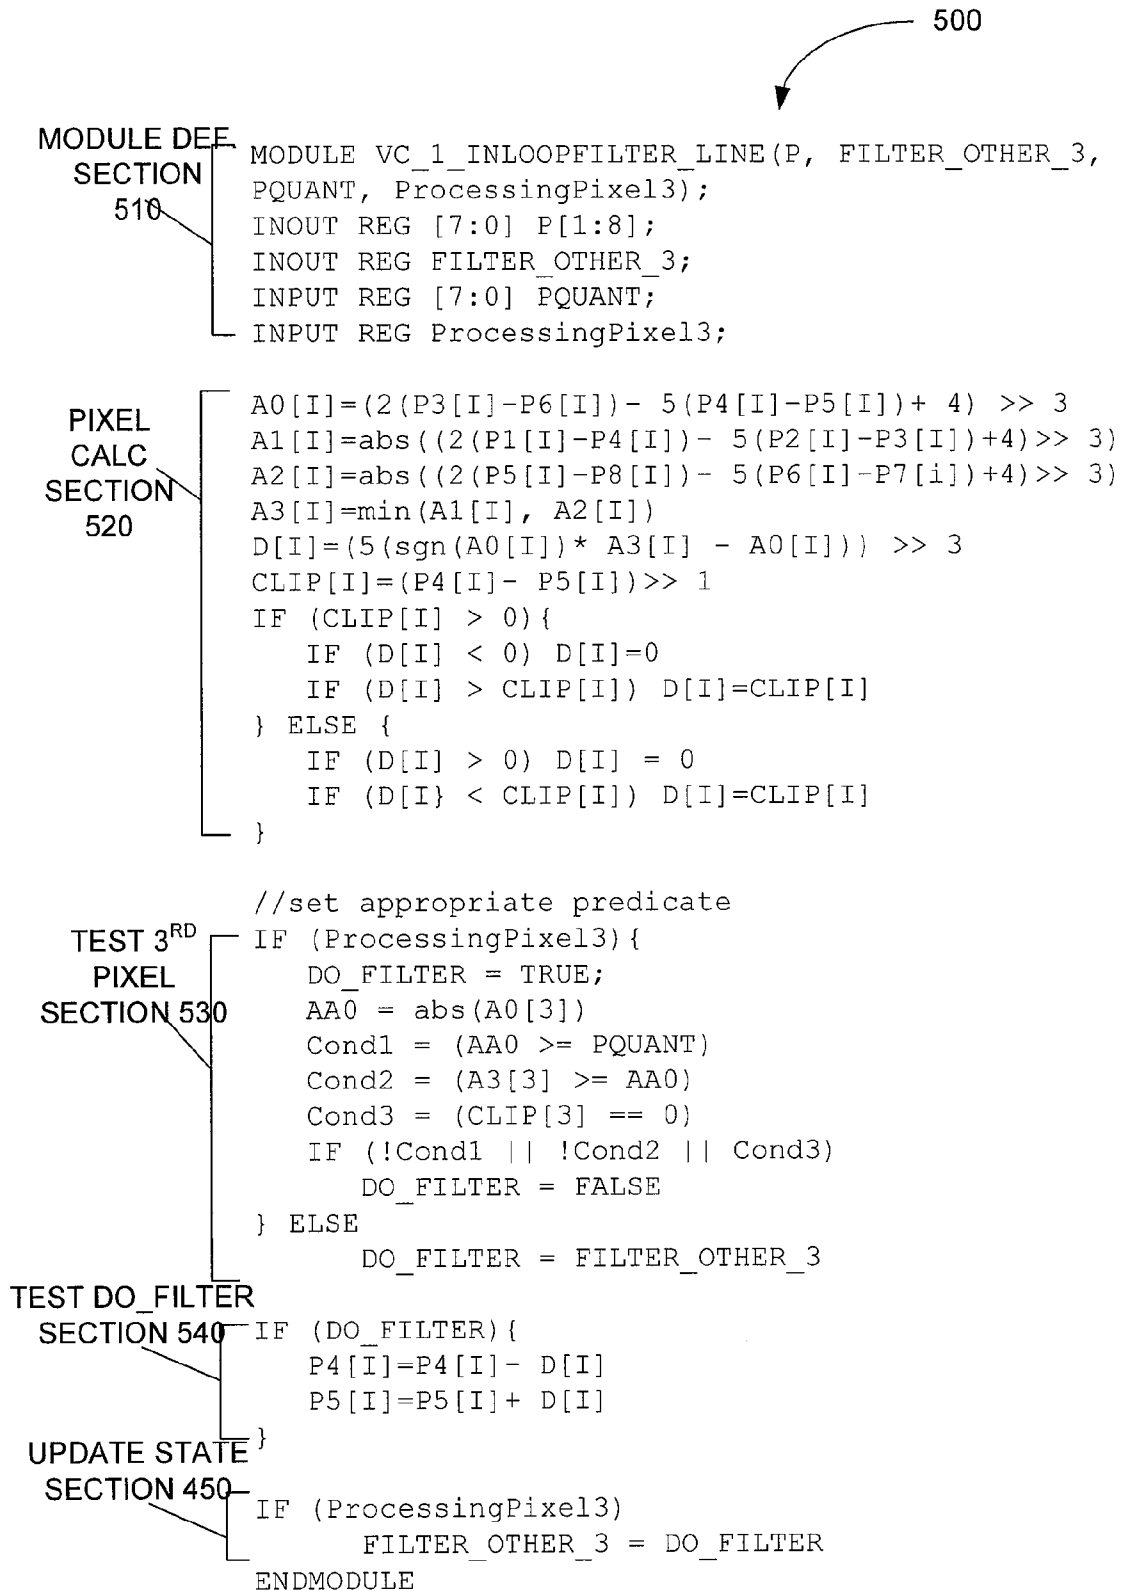 500
MODULE DEF.
SECTION
510
MODULE VC_1_INLOOPFILTER_LINE(P, FILTER_OTHER_3,
PQUANT, ProcessingPixel3);
INOUT REG [7:0] P[1:8];
INOUT REG FILTER_OTHER_3;
INPUT REG [7:0] PQUANT;
INPUT REG ProcessingPixel3;
PIXEL
CALC
SECTION
520
A0[I]=(2(P3[I]-P6[I])- 5(P4[I]-P5[I])+ 4) >> 3
A1[I]=abs((2(P1[I]-P4[I])- 5(P2[I]-P3[I])+4)>> 3)
A2[I]=abs((2(P5[I]-P8[I])- 5(P6[I]-P7[i])+4)>> 3)
A3[I]=min(A1[I], A2[I])
D[I]=(5(sgn(A0[I])* A3[I] - A0[I])) >> 3
CLIP[I]=(P4[I]- P5[I])>> 1
IF (CLIP[I] > 0){
IF (D[I] < 0) D[I]=0
IF (D[I] > CLIP[I]) D[I]=CLIP[I]
} ELSE {
IF (D[I] > 0) D[I] = 0
IF (D[I} < CLIP[I]) D[I]=CLIP[I]
}
//set appropriate predicate
TEST 3RD
PIXEL
SECTION 530
IF (ProcessingPixel3){
DO_FILTER = TRUE;
AA0 = abs(A0[3])
Cond1 = (AA0 >= PQUANT)
Cond2 = (A3[3] >= AA0)
Cond3 = (CLIP[3] == 0)
IF (!Cond1 || !Cond2 || Cond3)
DO_FILTER = FALSE
} ELSE
DO_FILTER = FILTER_OTHER_3
TEST DO_FILTER
SECTION 540
IF (DO_FILTER){
P4[I]=P4[I]- D[I]
P5[I]=P5[I]+ D[I]
}
UPDATE STATE
SECTION 450
IF (ProcessingPixel3)
FILTER_OTHER_3 = DO_FILTER
ENDMODULE